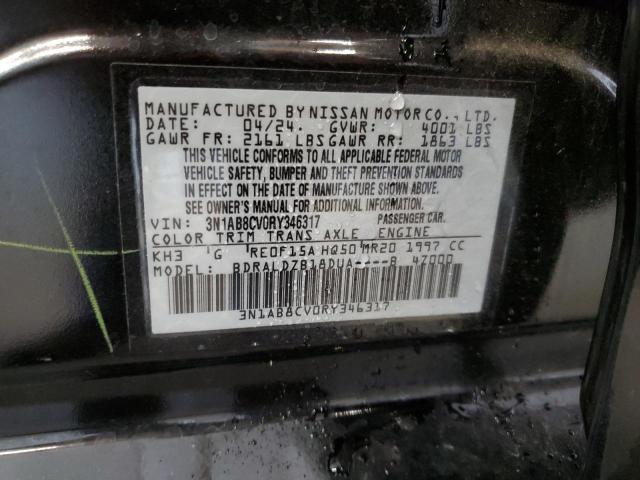 MANUFACTURED BY NISSAN MOTOR CO., LTD.
DATE: 04/24. GVWR: 4001 LBS
GAWR FR: 2161 LBS GAWR RR: 1863 LBS
THIS VEHICLE CONFORMS TO ALL APPLICABLE FEDERAL MOTOR
VEHICLE SAFETY, BUMPER AND THEFT PREVENTION STANDARDS
IN EFFECT ON THE DATE OF MANUFACTURE SHOWN ABOVE.
SEE OWNER'S MANUAL FOR ADDITIONAL INFORMATION.
VIN: 3N1AB8CV0RY346317 PASSENGER CAR.
COLOR TRIM TRANS AXLE ENGINE
KH3 G RE0F15A HQ50 MR20 1997 CC
MODEL: BDRALDZB18DUA----B 4Z000
3N1AB8CV0RY346317